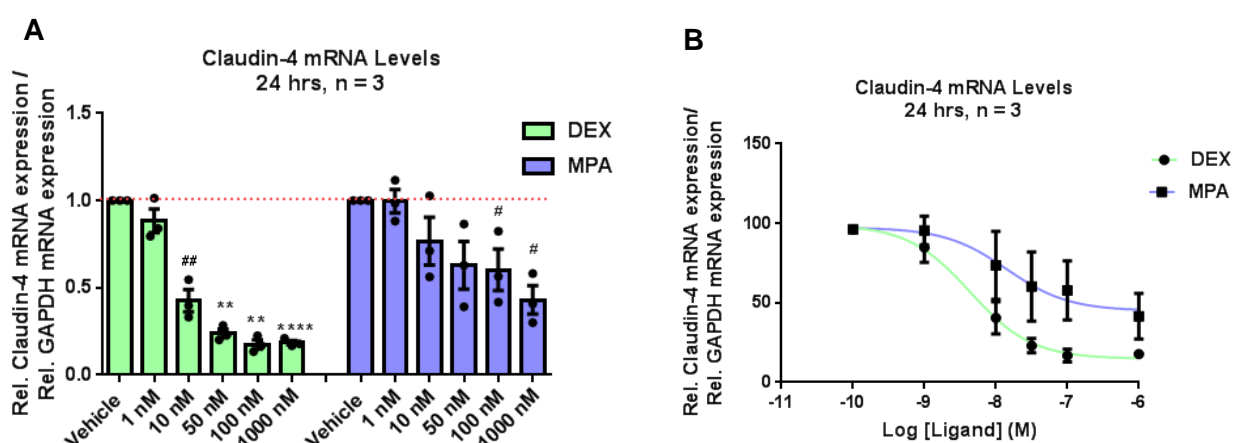 A
Claudin-4 mRNA Levels
24 hrs, n = 3
Rel. Claudin-4 mRNA expression /
Rel. GAPDH mRNA expression
1.5
1.0
0.5
0.0
DEX
MPA
##
**
**
****
#
#
Vehicle
1 nM
10 nM
50 nM
100 nM
1000 nM
Vehicle
1 nM
10 nM
50 nM
100 nM
1000 nM
B
Claudin-4 mRNA Levels
24 hrs, n = 3
Rel. Claudin-4 mRNA expression/
Rel. GAPDH mRNA expression
150
100
50
0
DEX
MPA
-11
-10
-9
-8
-7
-6
Log [Ligand] (M)